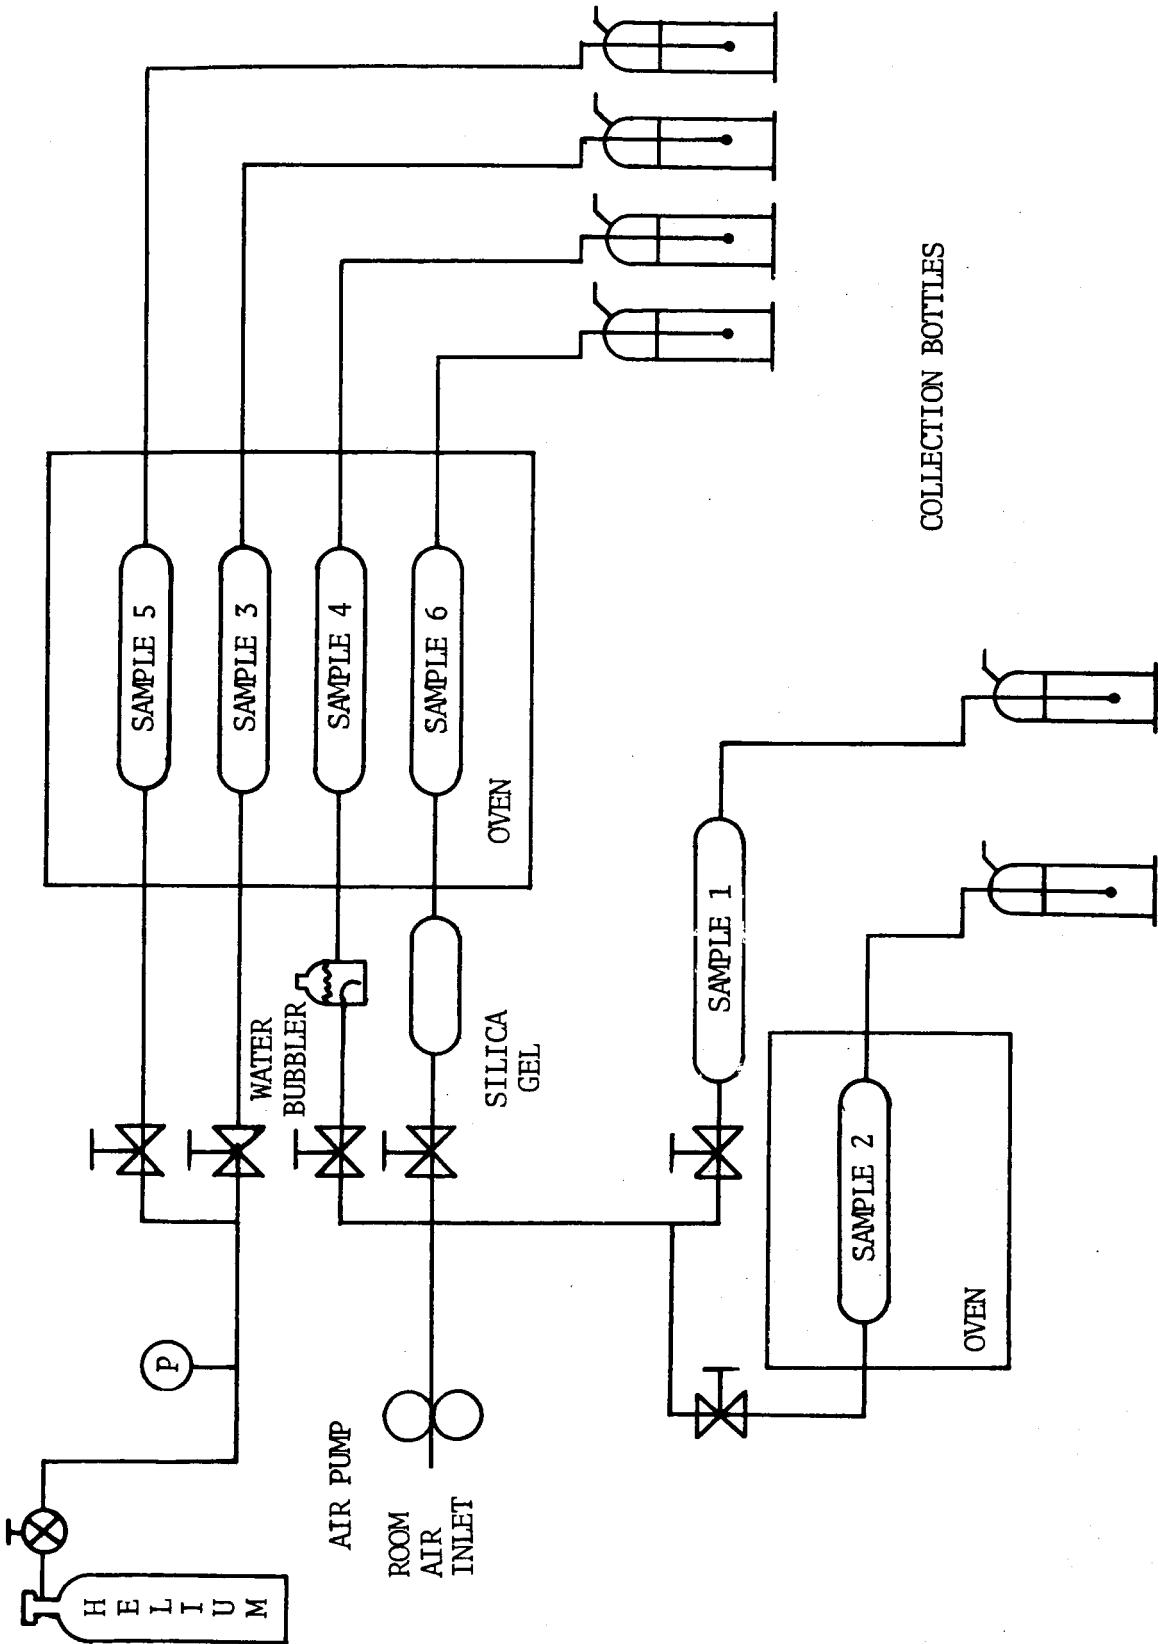 HELIUM
P
AIR PUMP
ROOM
AIR
INLET
WATER
BUBBLER
SILICA
GEL
SAMPLE 5
SAMPLE 3
SAMPLE 4
SAMPLE 6
OVEN
SAMPLE 1
SAMPLE 2
OVEN
COLLECTION BOTTLES